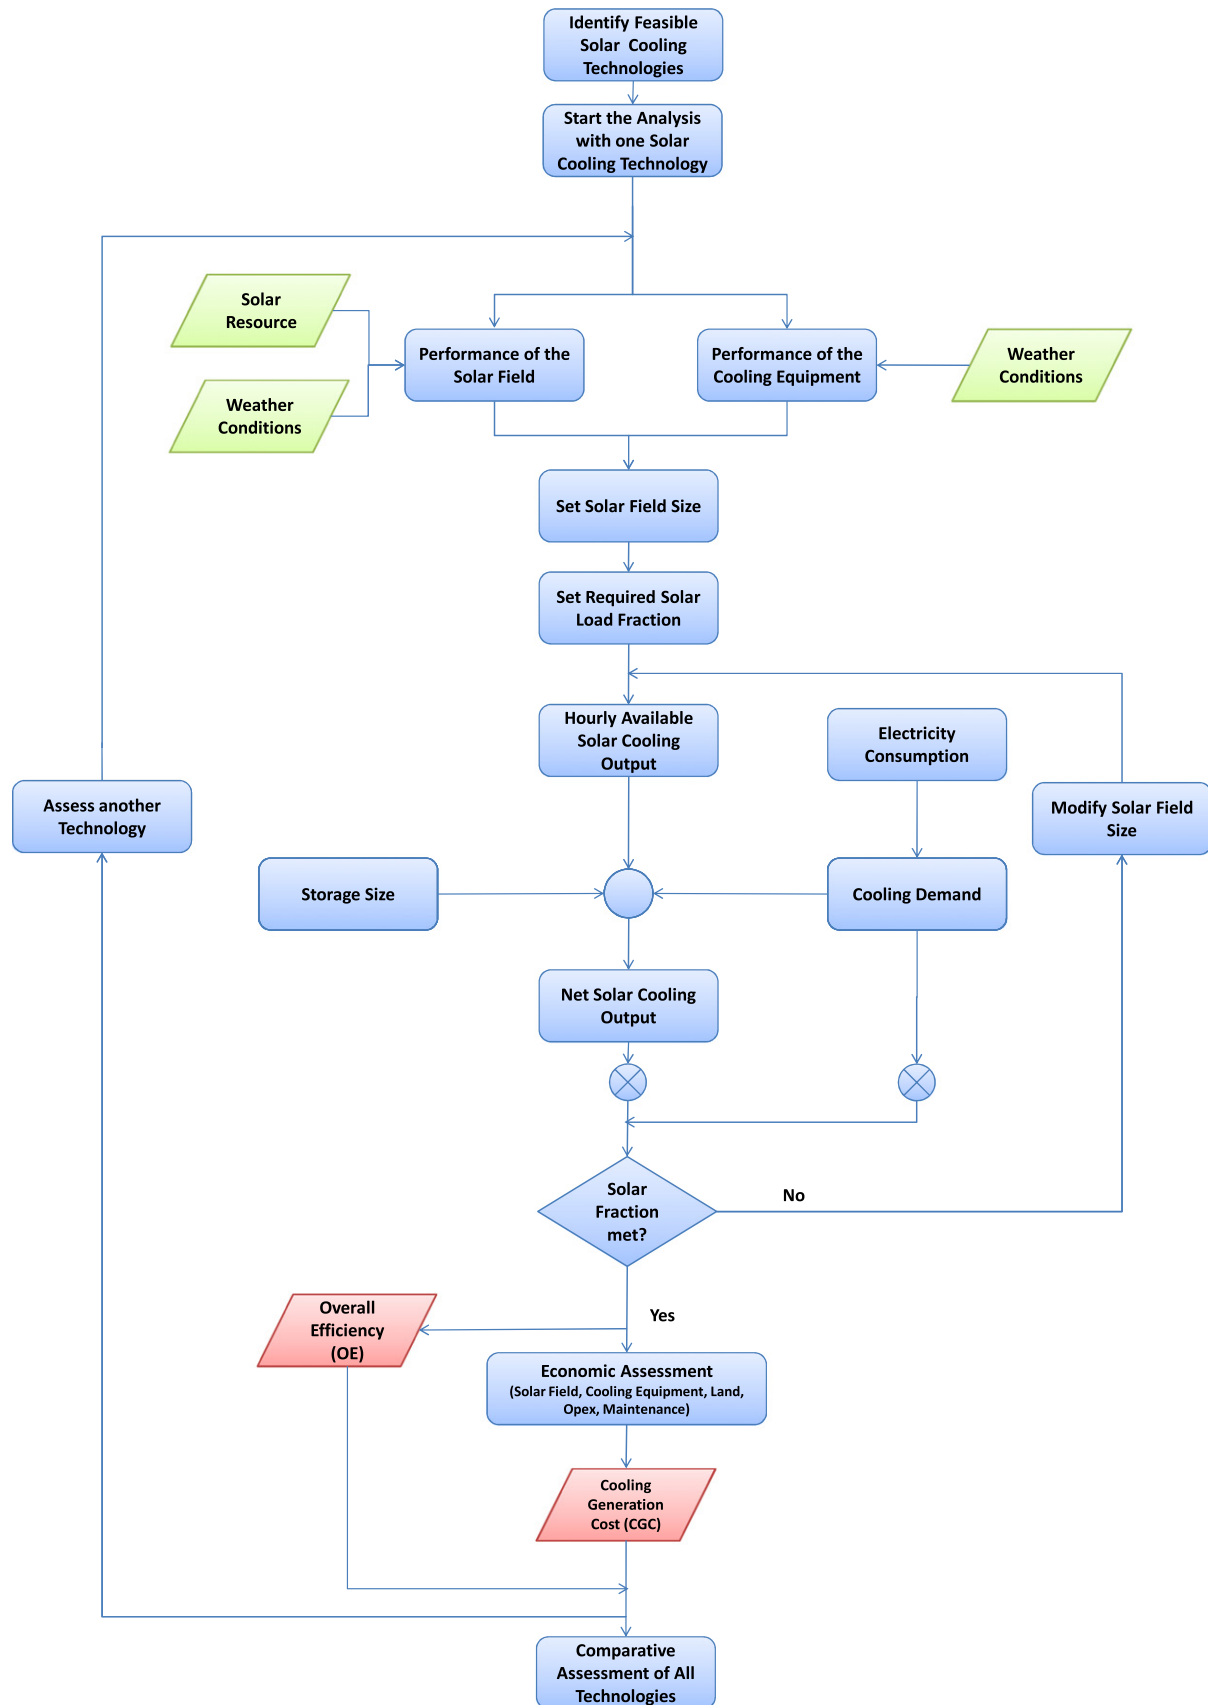 Identify Feasible
Solar Cooling
Technologies
Start the Analysis
with one Solar
Cooling Technology
Solar
Resource
Performance of the
Solar Field
Performance of the
Cooling Equipment
Weather
Conditions
Weather
Conditions
Set Solar Field Size
Set Required Solar
Load Fraction
Hourly Available
Solar Cooling
Output
Electricity
Consumption
Assess another
Technology
Modify Solar Field
Size
Storage Size
Cooling Demand
Net Solar Cooling
Output
Solar
Fraction
met?
No
Yes
Overall
Efficiency
(OE)
Economic Assessment
(Solar Field, Cooling Equipment, Land,
Opex, Maintenance)
Cooling
Generation
Cost (CGC)
Comparative
Assessment of All
Technologies